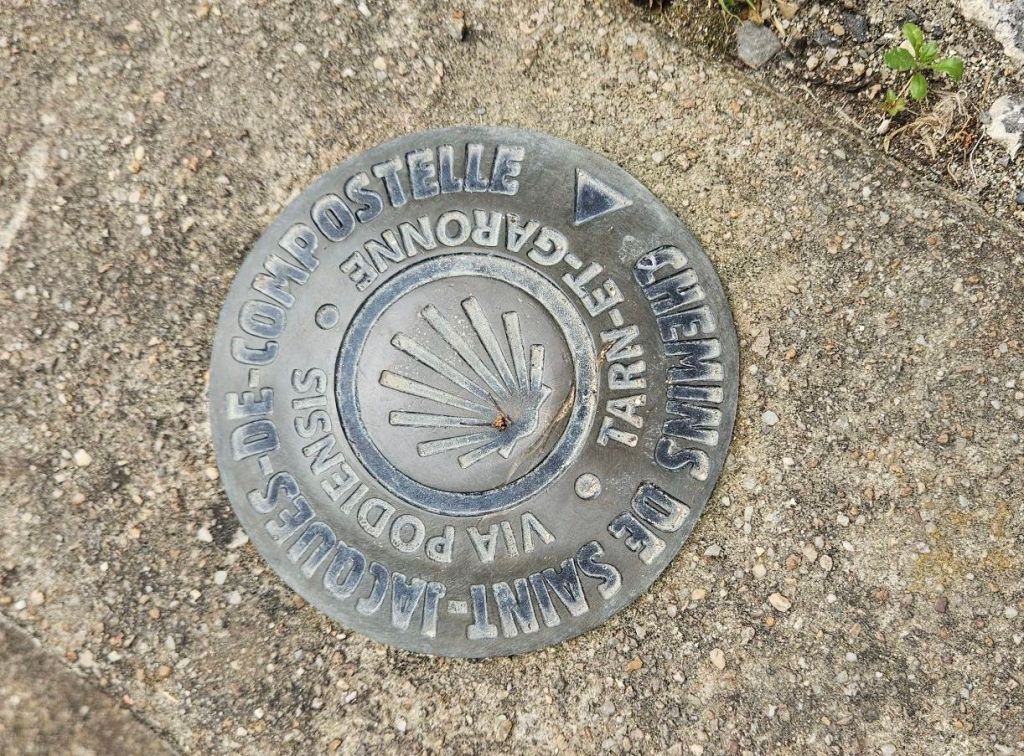 CHEMINS DE SAINT-JACQUES-DE-COMPOSTELLE
TARN-ET-GARONNE
VIA PODIENSIS